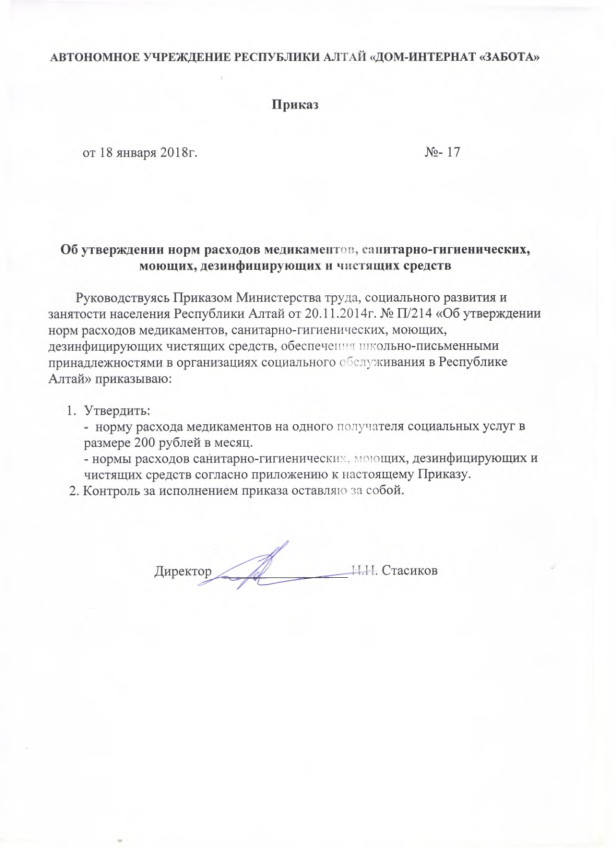 АВТОНОМНОЕ УЧРЕЖДЕНИЕ РЕСПУБЛИКИ АЛТАЙ «ДОМ-ИНТЕРНАТ «ЗАБОТА»
Приказ
от 18 января 2018г. №- 17
Об утверждении норм расходов медикаментов, санитарно-гигиенических,
моющих, дезинфицирующих и чистящих средств
Руководствуясь Приказом Министерства труда, социального развития и
занятости населения Республики Алтай от 20.11.2014г. № П/214 «Об утверждении
норм расходов медикаментов, санитарно-гигиенических, моющих,
дезинфицирующих чистящих средств, обеспечения школьно-письменными
принадлежностями в организациях социального обслуживания в Республике
Алтай» приказываю:
1. Утвердить:
- норму расхода медикаментов на одного получателя социальных услуг в
размере 200 рублей в месяц.
- нормы расходов санитарно-гигиенических, моющих, дезинфицирующих и
чистящих средств согласно приложению к настоящему Приказу.
2. Контроль за исполнением приказа оставляю за собой.
Директор Н.Н. Стасиков